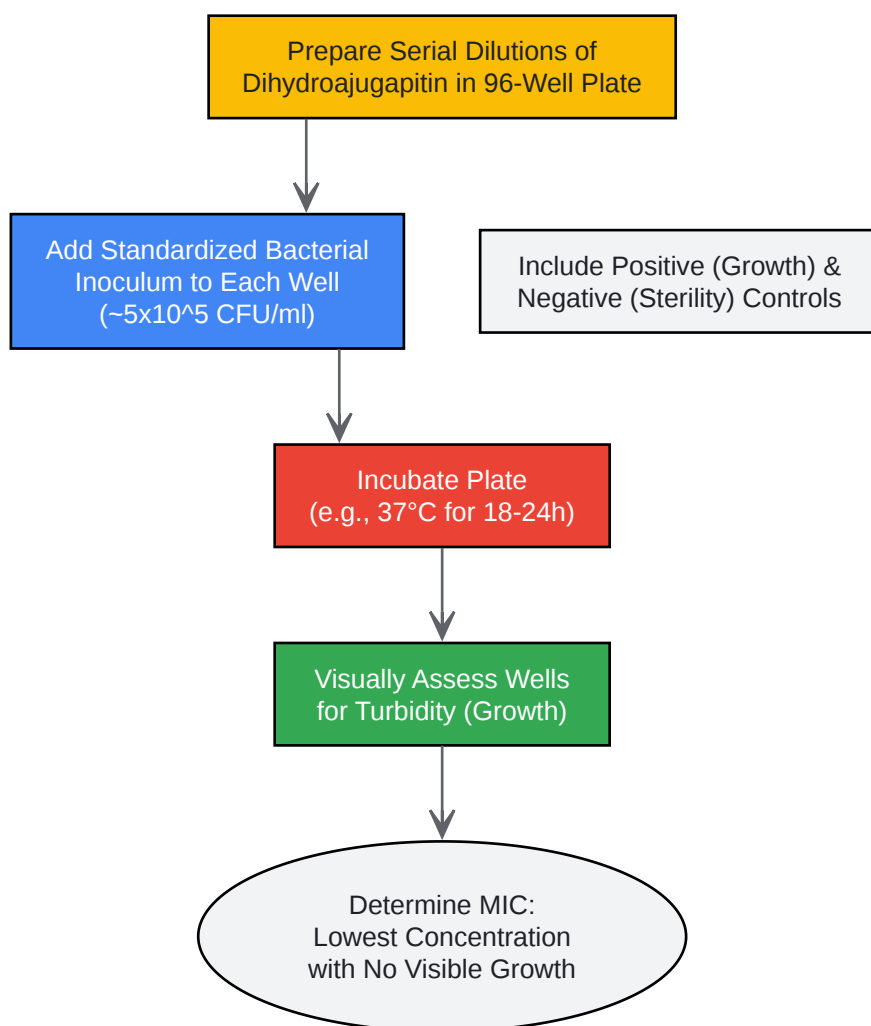 Prepare Serial Dilutions of
Dihydroajugapitin in 96-Well Plate
Add Standardized Bacterial
Inoculum to Each Well
(~5x10^5 CFU/ml)
Include Positive (Growth) &
Negative (Sterility) Controls
Incubate Plate
(e.g., 37°C for 18-24h)
Visually Assess Wells
for Turbidity (Growth)
Determine MIC:
Lowest Concentration
with No Visible Growth